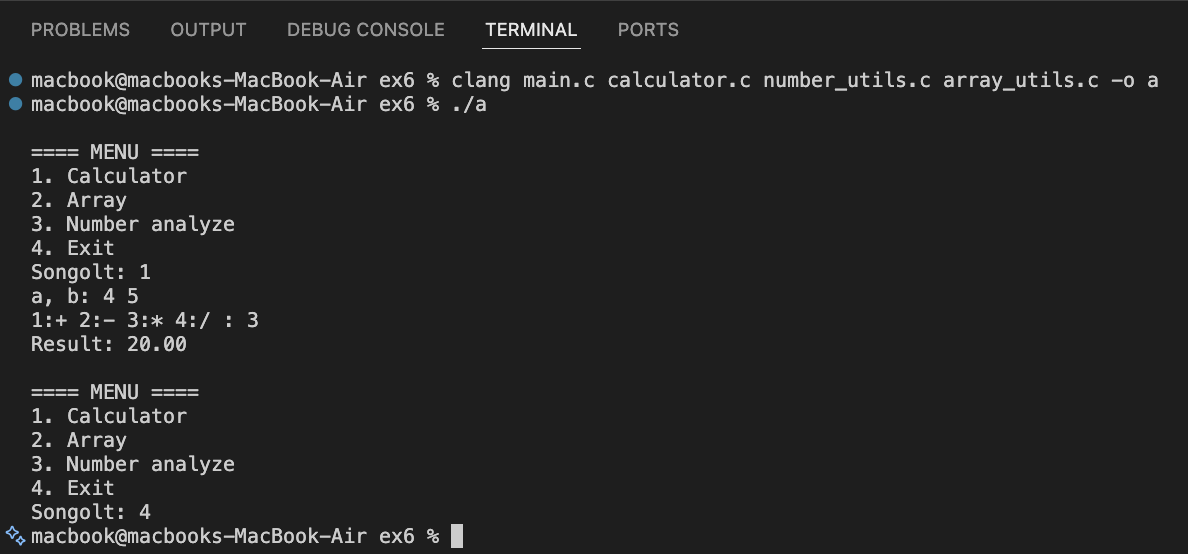 PROBLEMS OUTPUT DEBUG CONSOLE TERMINAL PORTS
macbook@macbooks-MacBook-Air ex6 % clang main.c calculator.c number_utils.c array_utils.c -o a
macbook@macbooks-MacBook-Air ex6 % ./a
==== MENU ====
1. Calculator
2. Array
3. Number analyze
4. Exit
Songolt: 1
a, b: 4 5
1:+ 2:- 3:* 4:/ : 3
Result: 20.00
==== MENU ====
1. Calculator
2. Array
3. Number analyze
4. Exit
Songolt: 4
macbook@macbooks-MacBook-Air ex6 %